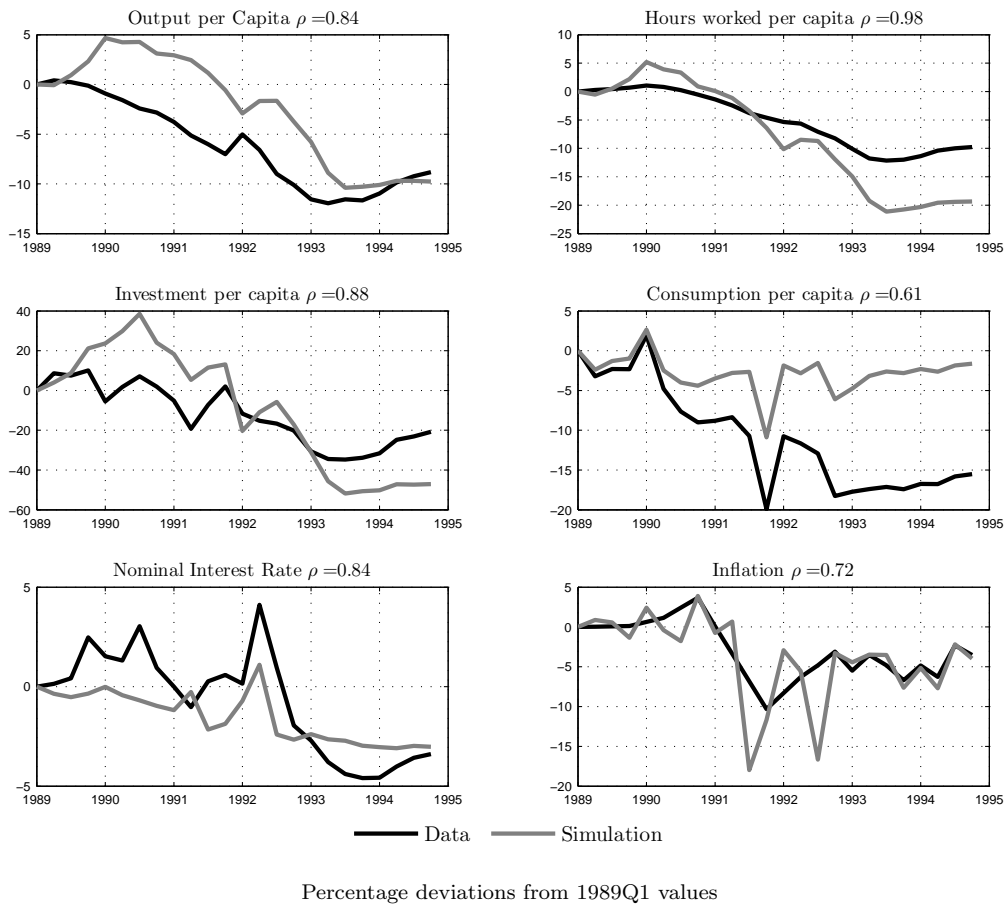 Output per Capita ρ =0.84
5
0
−5
−10
−15
1989 1990 1991 1992 1993 1994 1995
Hours worked per capita ρ =0.98
10
5
0
−5
−10
−15
−20
−25
1989 1990 1991 1992 1993 1994 1995
Investment per capita ρ =0.88
40
20
0
−20
−40
−60
1989 1990 1991 1992 1993 1994 1995
Consumption per capita ρ =0.61
5
0
−5
−10
−15
−20
1989 1990 1991 1992 1993 1994 1995
Nominal Interest Rate ρ =0.84
5
0
−5
1989 1990 1991 1992 1993 1994 1995
Inflation ρ =0.72
5
0
−5
−10
−15
−20
1989 1990 1991 1992 1993 1994 1995
Data Simulation
Percentage deviations from 1989Q1 values